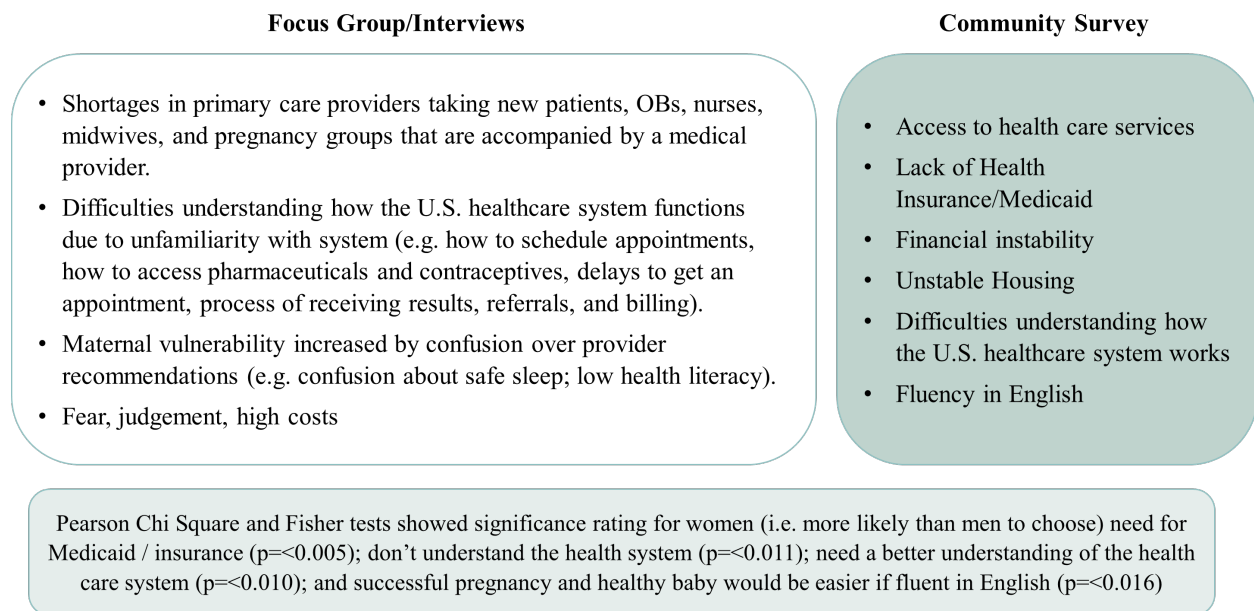 Focus Group/Interviews
• Shortages in primary care providers taking new patients, OBs, nurses,
midwives, and pregnancy groups that are accompanied by a medical
provider.
• Difficulties understanding how the U.S. healthcare system functions
due to unfamiliarity with system (e.g. how to schedule appointments,
how to access pharmaceuticals and contraceptives, delays to get an
appointment, process of receiving results, referrals, and billing).
• Maternal vulnerability increased by confusion over provider
recommendations (e.g. confusion about safe sleep; low health literacy).
• Fear, judgement, high costs
Community Survey
• Access to health care services
• Lack of Health
Insurance/Medicaid
• Financial instability
• Unstable Housing
• Difficulties understanding how
the U.S. healthcare system works
• Fluency in English
Pearson Chi Square and Fisher tests showed significance rating for women (i.e. more likely than men to choose) need for
Medicaid / insurance (p=<0.005); don’t understand the health system (p=<0.011); need a better understanding of the health
care system (p=<0.010); and successful pregnancy and healthy baby would be easier if fluent in English (p=<0.016)